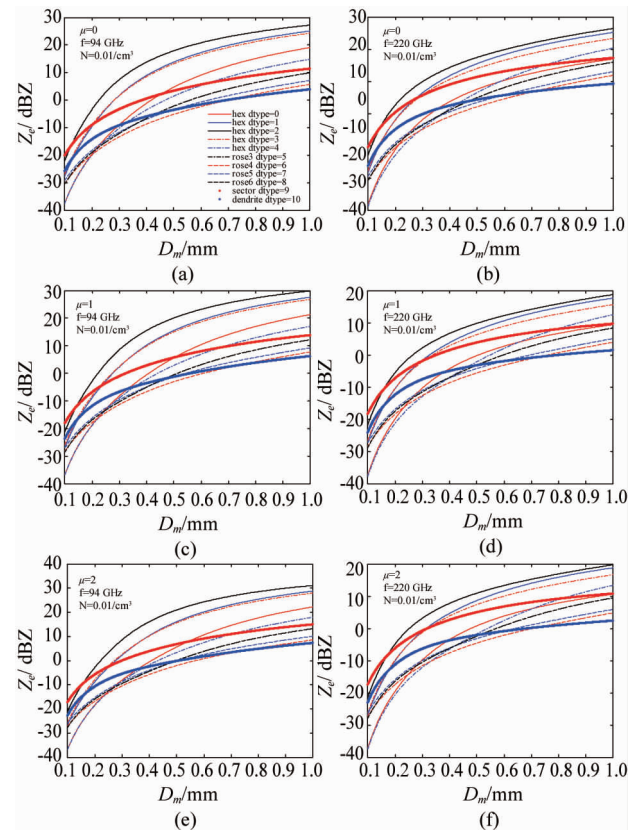 30
20
10
0
-10
-20
-30
-40
Ze/ dBZ
μ=0
f=94 GHz
N=0.01/cm³
hex dtype=0
hex dtype=1
hex dtype=2
hex dtype=3
hex dtype=4
rose3 dtype=5
rose4 dtype=6
rose5 dtype=7
rose6 dtype=8
sector dtype=9
dendrite dtype=10
0.1 0.2 0.3 0.4 0.5 0.6 0.7 0.8 0.9 1.0
Dm/mm
(a)
30
20
10
0
-10
-20
-30
-40
Ze/ dBZ
μ=0
f=220 GHz
N=0.01/cm³
0.1 0.2 0.3 0.4 0.5 0.6 0.7 0.8 0.9 1.0
Dm/mm
(b)
30
20
10
0
-10
-20
-30
-40
Ze/ dBZ
μ=1
f=94 GHz
N=0.01/cm³
0.1 0.2 0.4 0.4 0.5 0.6 0.7 0.8 0.9 1.0
Dm/mm
(c)
20
10
0
-10
-20
-30
-40
Ze/ dBZ
μ=1
f=220 GHz
N=0.01/cm³
0.1 0.2 0.4 0.4 0.5 0.6 0.7 0.8 0.9 1.0
Dm/mm
(d)
40
30
20
10
0
-10
-20
-30
-40
Ze/ dBZ
μ=2
f=94 GHz
N=0.01/cm³
0.1 0.2 0.4 0.4 0.5 0.6 0.7 0.8 0.9 1.0
Dm/mm
(e)
20
10
0
-10
-20
-30
-40
Ze/ dBZ
μ=2
f=220 GHz
N=0.01/cm³
0.1 0.2 0.4 0.4 0.5 0.6 0.7 0.8 0.9 1.0
Dm/mm
(f)